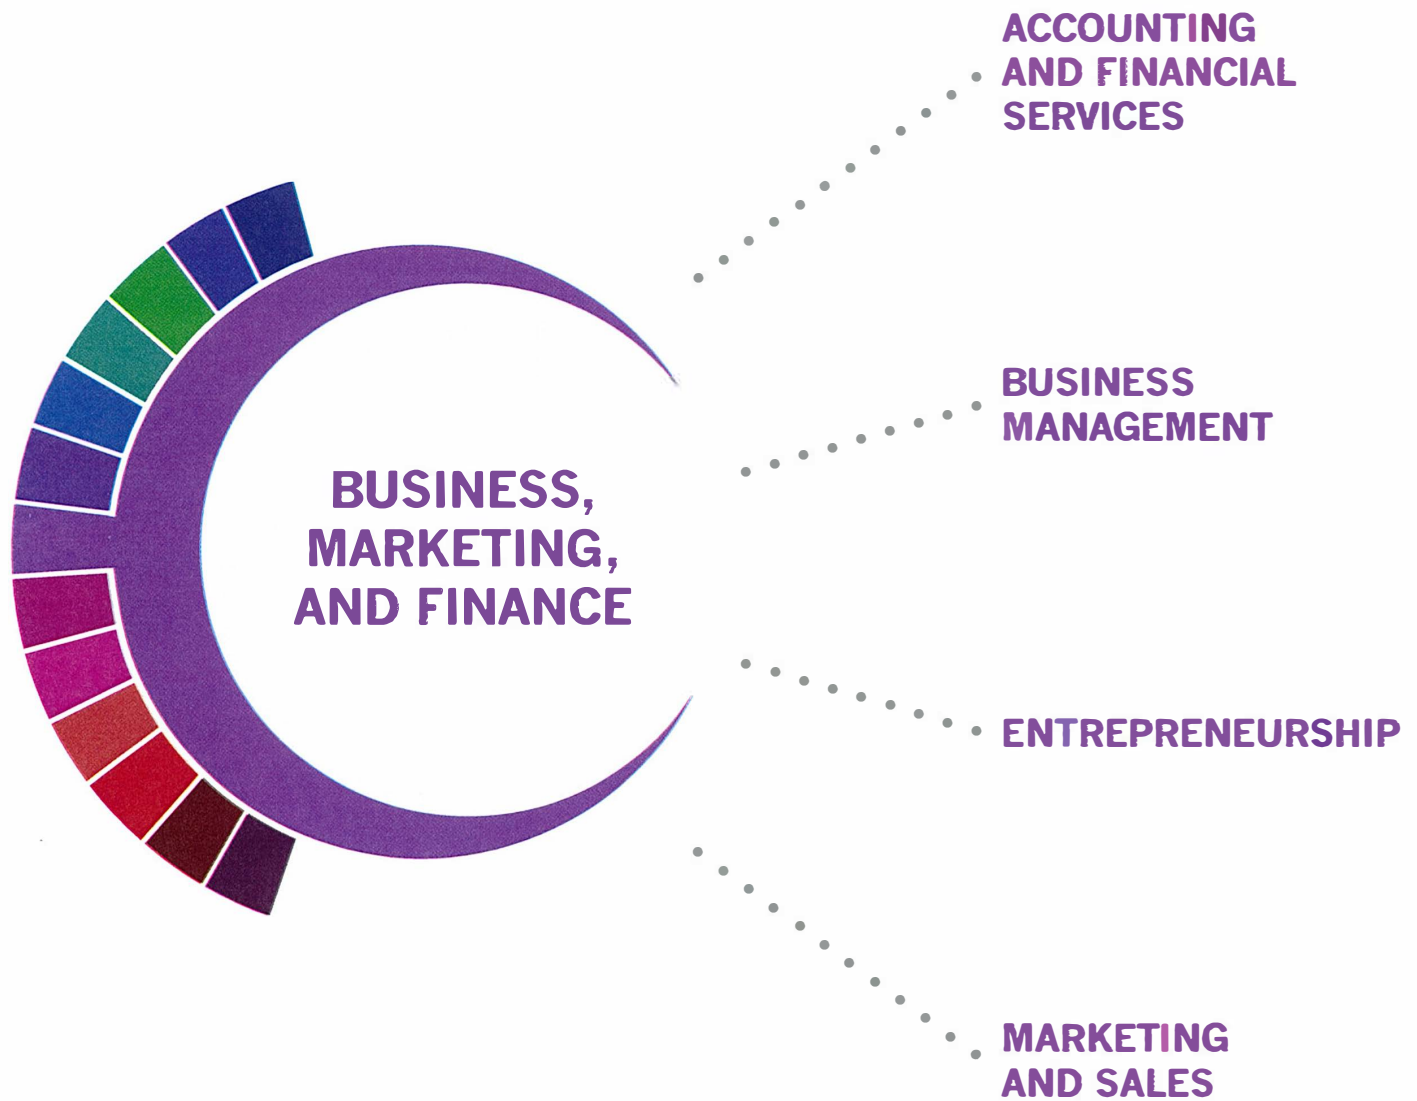 ACCOUNTING
AND FINANCIAL
SERVICES
BUSINESS
MANAGEMENT
BUSINESS,
MARKETING,
AND FINANCE
ENTREPRENEURSHIP
MARKETING
AND SALES